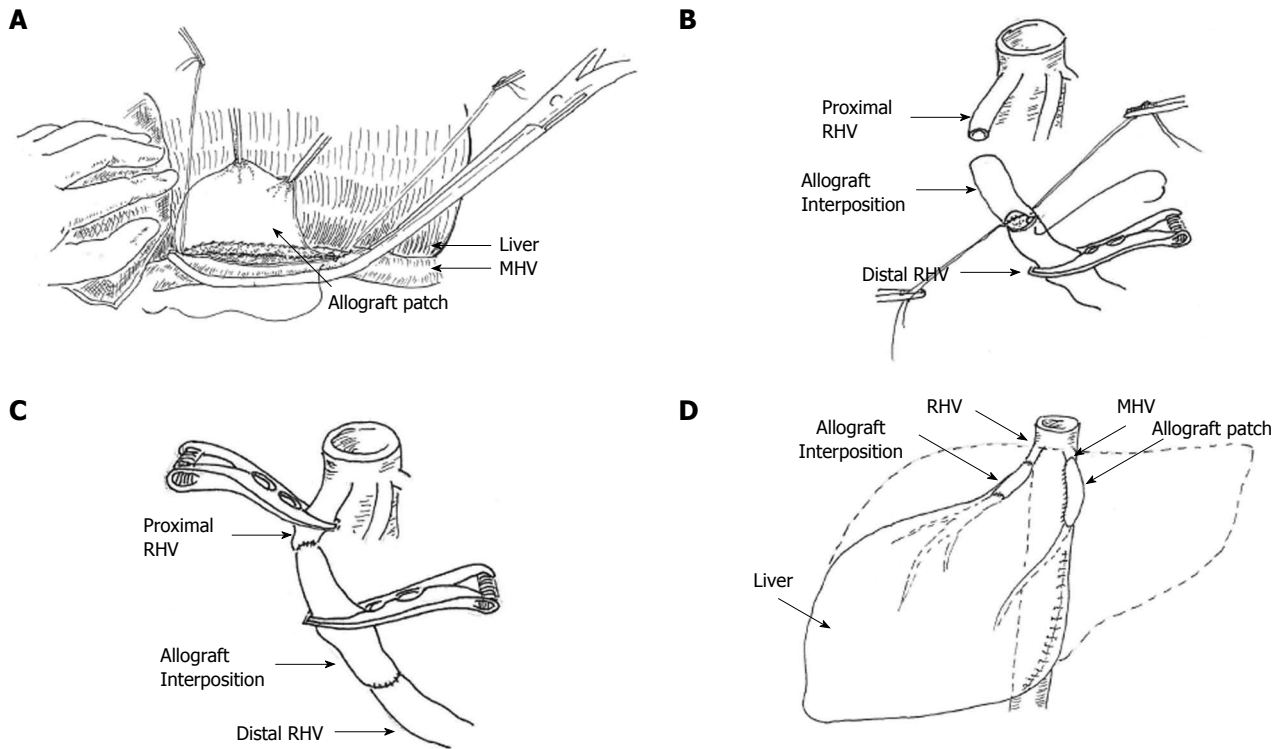 A
Liver
MHV
Allograft patch
B
Proximal
RHV
Allograft
Interposition
Distal RHV
C
Proximal
RHV
Allograft
Interposition
Distal RHV
D
RHV
MHV
Allograft
Interposition
Allograft patch
Liver